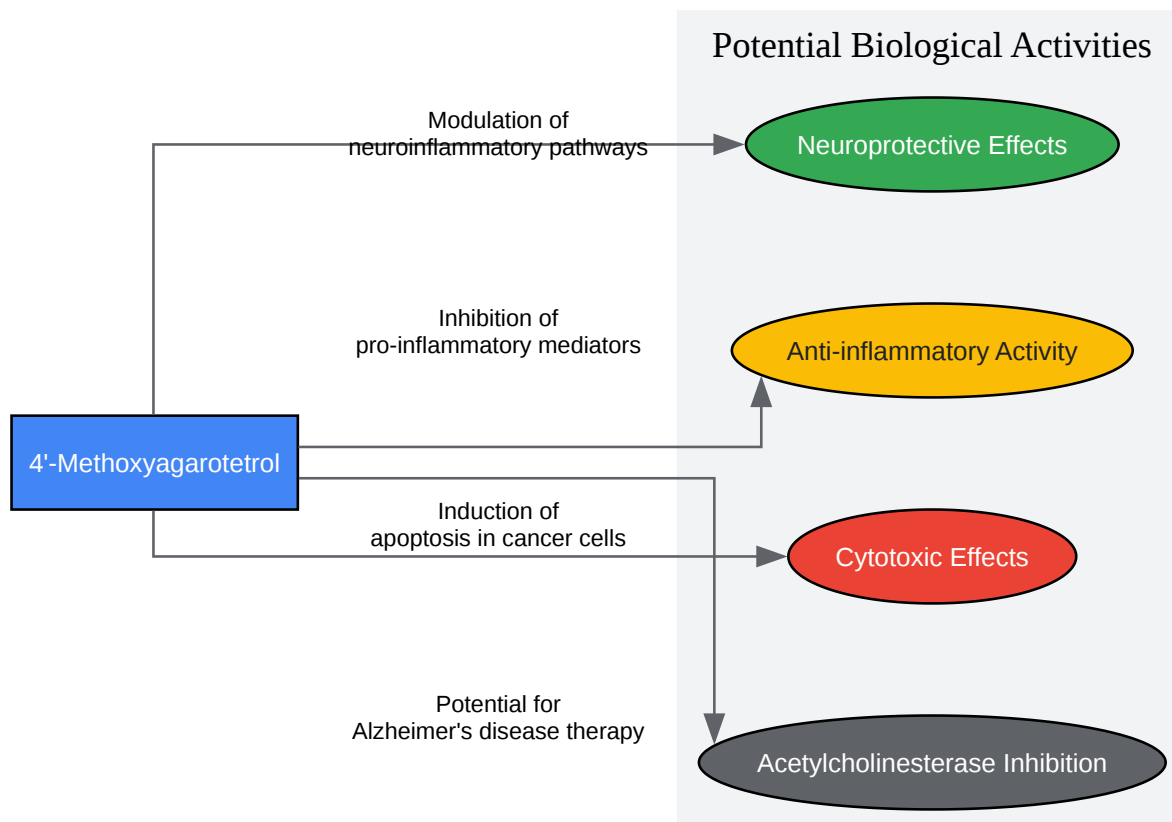 Potential Biological Activities
Modulation of
neuroinflammatory pathways
Neuroprotective Effects
Inhibition of
pro-inflammatory mediators
Anti-inflammatory Activity
4'-Methoxyagarotetrol
Induction of
apoptosis in cancer cells
Cytotoxic Effects
Potential for
Alzheimer's disease therapy
Acetylcholinesterase Inhibition